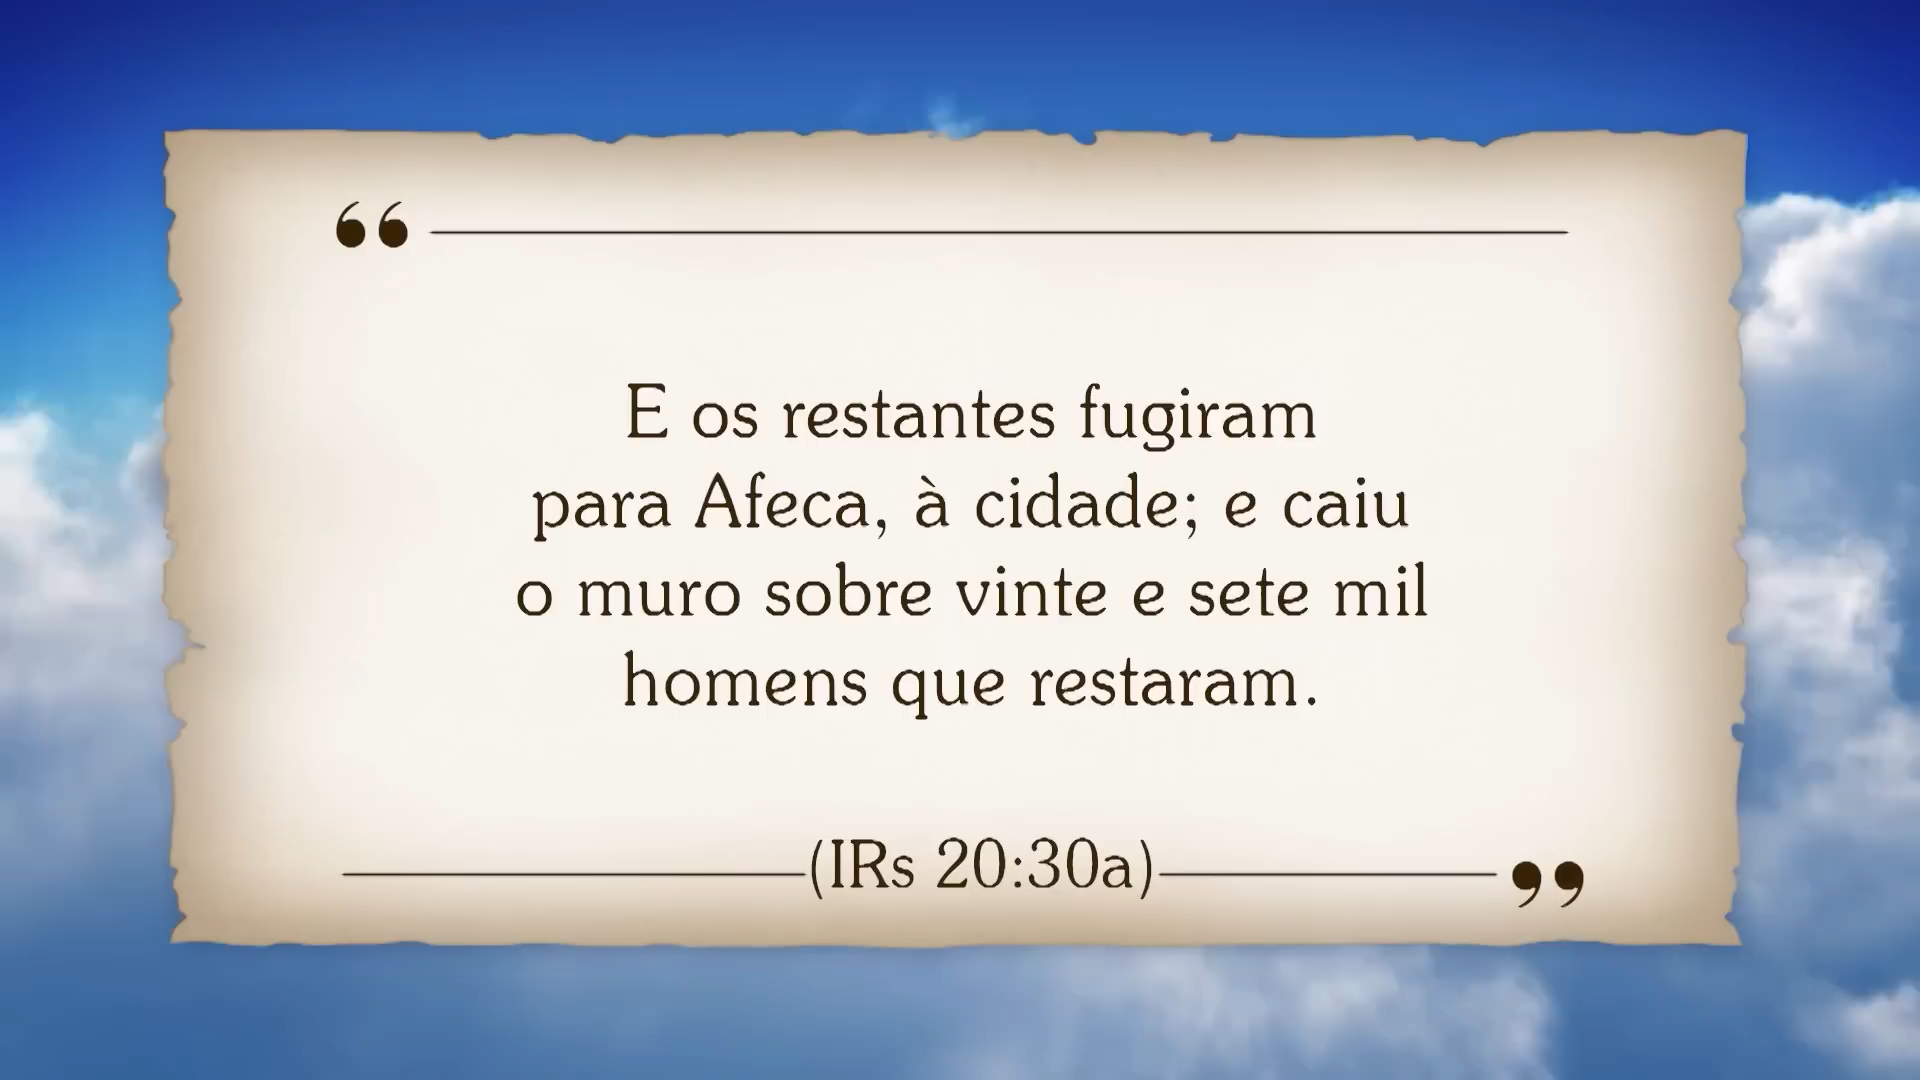 “
E os restantes fugiram
para Afeca, à cidade; e caiu
o muro sobre vinte e sete mil
homens que restaram.
(IRs 20:30a)
”